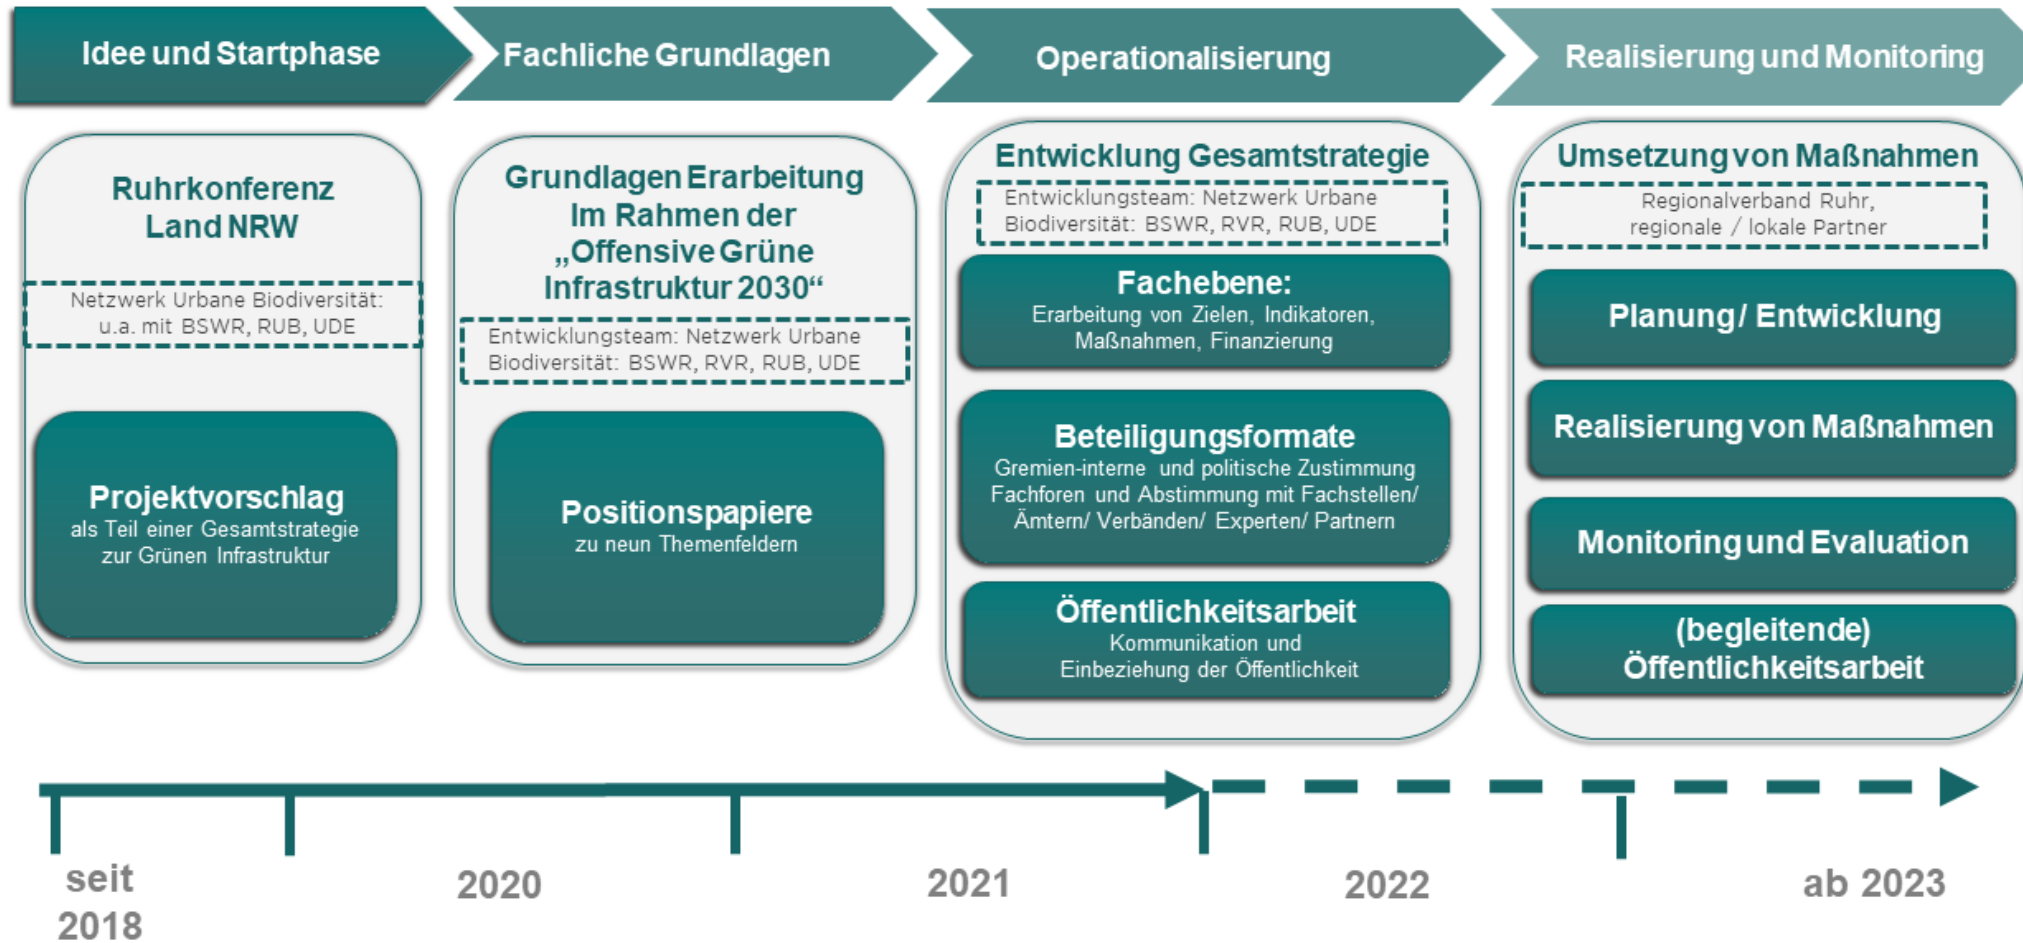 Idee und Startphase
Fachliche Grundlagen
Operationalisierung
Realisierung und Monitoring
Ruhrkonferenz
Land NRW
Netzwerk Urbane Biodiversität:
u.a. mit BSWR, RUB, UDE
Projektvorschlag
als Teil einer Gesamtstrategie
zur Grünen Infrastruktur
Grundlagen Erarbeitung
Im Rahmen der
„Offensive Grüne
Infrastruktur 2030“
Entwicklungsteam: Netzwerk Urbane
Biodiversität: BSWR, RVR, RUB, UDE
Positionspapiere
zu neun Themenfeldern
Entwicklung Gesamtstrategie
Entwicklungsteam: Netzwerk Urbane
Biodiversität: BSWR, RVR, RUB, UDE
Fachebene:
Erarbeitung von Zielen, Indikatoren,
Maßnahmen, Finanzierung
Beteiligungsformate
Gremien-interne und politische Zustimmung
Fachforen und Abstimmung mit Fachstellen/
Ämtern/ Verbänden/ Experten/ Partnern
Öffentlichkeitsarbeit
Kommunikation und
Einbeziehung der Öffentlichkeit
Umsetzung von Maßnahmen
Regionalverband Ruhr,
regionale / lokale Partner
Planung / Entwicklung
Realisierung von Maßnahmen
Monitoring und Evaluation
(begleitende)
Öffentlichkeitsarbeit
seit
2018
2020
2021
2022
ab 2023